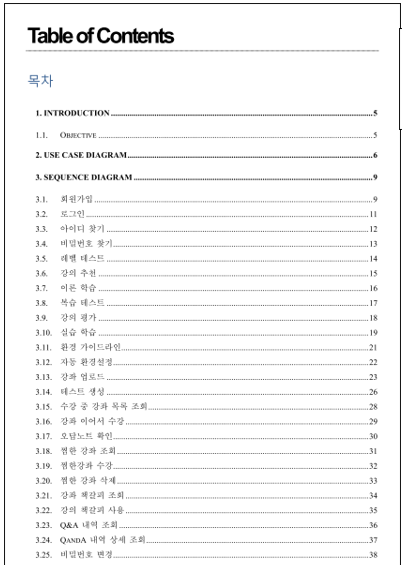 Table of Contents
목차
1. INTRODUCTION 5
1.1. OBJECTIVE 5
2. USE CASE DIAGRAM 6
3. SEQUENCE DIAGRAM 9
3.1. 회원가입 9
3.2. 로그인 11
3.3. 아이디 찾기 12
3.4. 비밀번호 찾기 13
3.5. 레벨 테스트 14
3.6. 강의 추천 15
3.7. 이론 학습 16
3.8. 복습 테스트 17
3.9. 강의 평가 18
3.10. 실습 학습 19
3.11. 환경 가이드라인 21
3.12. 자동 환경설정 22
3.13. 강좌 업로드 23
3.14. 테스트 생성 26
3.15. 수강 중 강좌 목록 조회 28
3.16. 강좌 이어서 수강 29
3.17. 오답노트 확인 30
3.18. 찜한 강좌 조회 31
3.19. 찜한강좌 수강 32
3.20. 찜한 강좌 삭제 33
3.21. 강좌 책갈피 조회 34
3.22. 강의 책갈피 사용 35
3.23. Q&A 내역 조회 36
3.24. QANDA 내역 상세 조회 37
3.25. 비밀번호 변경 38